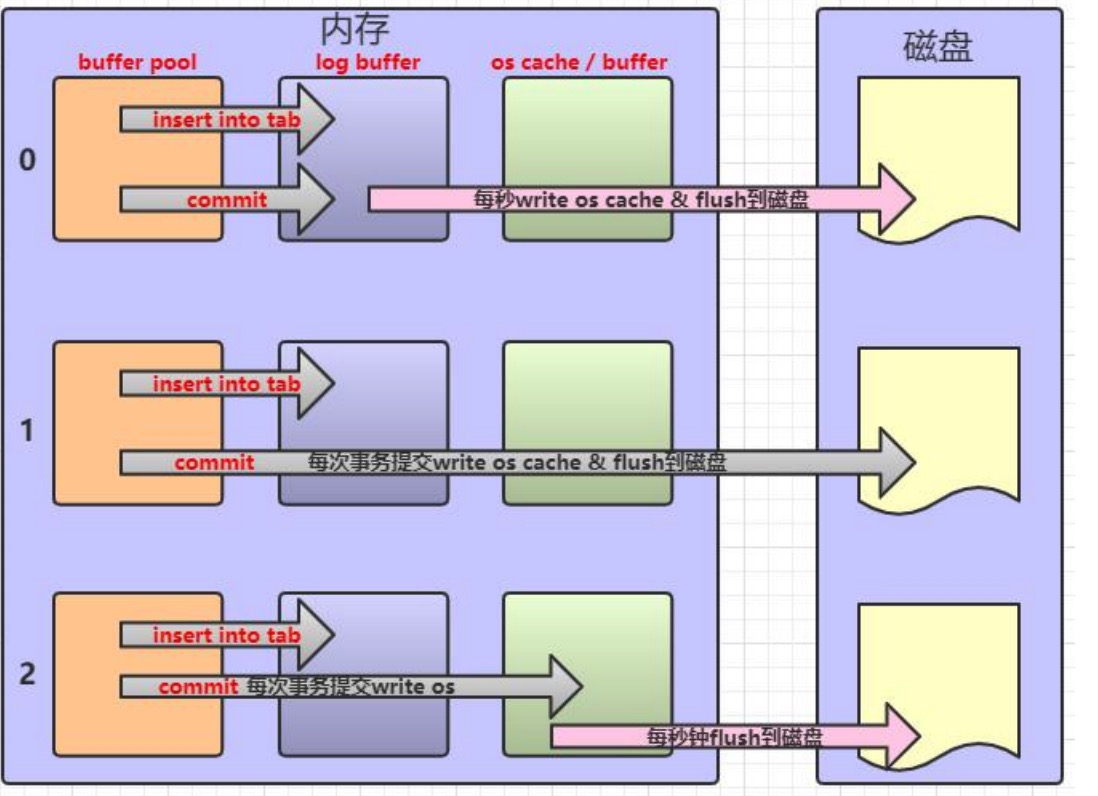 内存
磁盘
buffer pool
log buffer
os cache / buffer
0
insert into tab
commit
每秒write os cache & flush到磁盘
1
insert into tab
commit 每次事务提交write os cache & flush到磁盘
2
insert into tab
commit 每次事务提交write os
每秒钟flush到磁盘